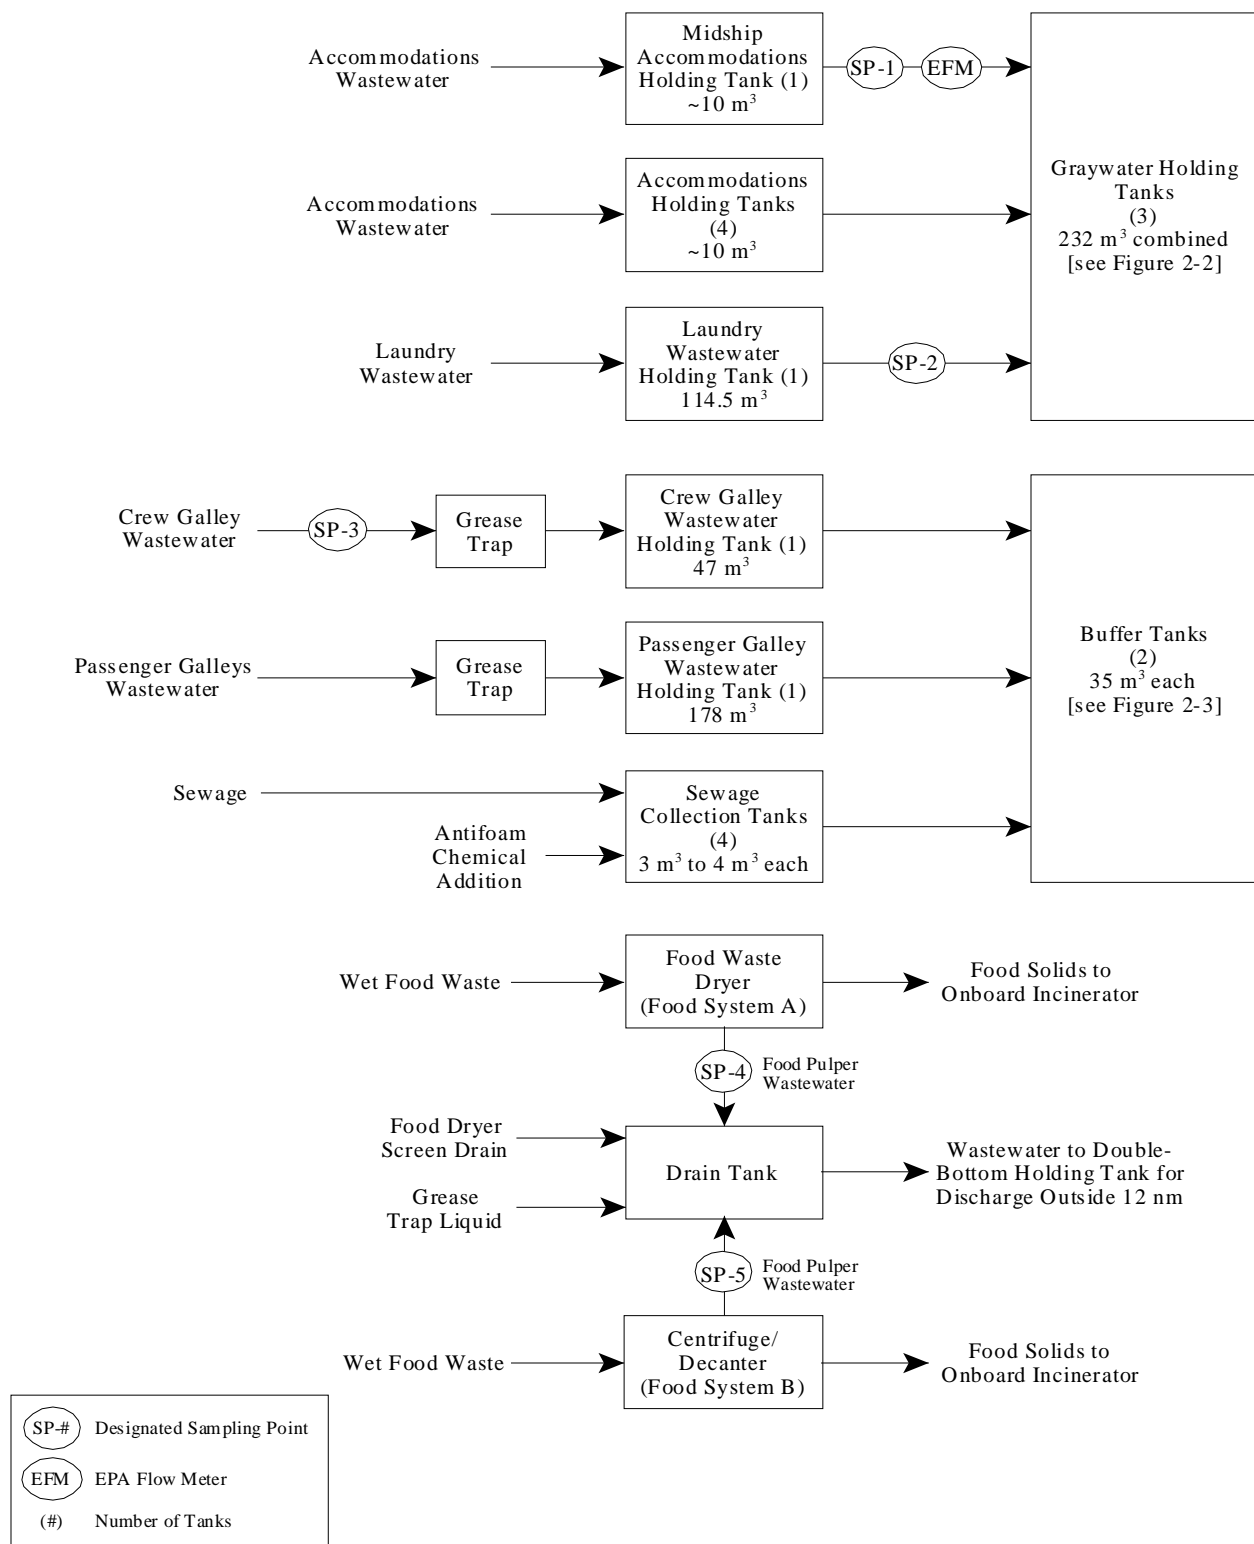 Accommodations
Wastewater
Midship
Accommodations
Holding Tank (1)
~10 m³
SP-1
EFM
Accommodations
Wastewater
Accommodations
Holding Tanks
(4)
~10 m³
Graywater Holding
Tanks
(3)
232 m³ combined
[see Figure 2-2]
Laundry
Wastewater
Laundry
Wastewater
Holding Tank (1)
114.5 m³
SP-2
Crew Galley
Wastewater
SP-3
Grease
Trap
Crew Galley
Wastewater
Holding Tank (1)
47 m³
Passenger Galleys
Wastewater
Grease
Trap
Passenger Galley
Wastewater
Holding Tank (1)
178 m³
Buffer Tanks
(2)
35 m³ each
[see Figure 2-3]
Sewage
Antifoam
Chemical
Addition
Sewage
Collection Tanks
(4)
3 m³ to 4 m³ each
Wet Food Waste
Food Waste
Dryer
(Food System A)
Food Solids to
Onboard Incinerator
SP-4
Food Pulper
Wastewater
Food Dryer
Screen Drain
Grease
Trap Liquid
Drain Tank
Wastewater to Double-
Bottom Holding Tank for
Discharge Outside 12 nm
SP-5
Food Pulper
Wastewater
Wet Food Waste
Centrifuge/
Decanter
(Food System B)
Food Solids to
Onboard Incinerator
SP-# Designated Sampling Point
EFM EPA Flow Meter
(#) Number of Tanks